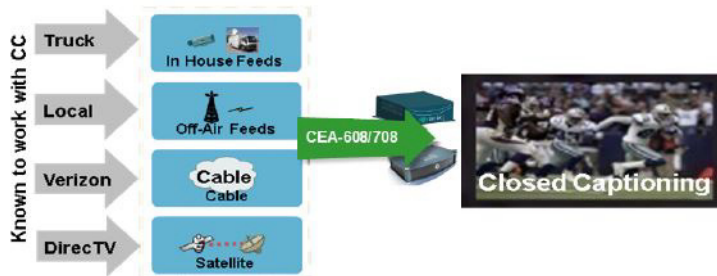 Known to work with CC
Truck
In House Feeds
Local
Off-Air Feeds
CEA-608/708
Verizon
Cable
Cable
DirecTV
Satellite
Closed Captioning